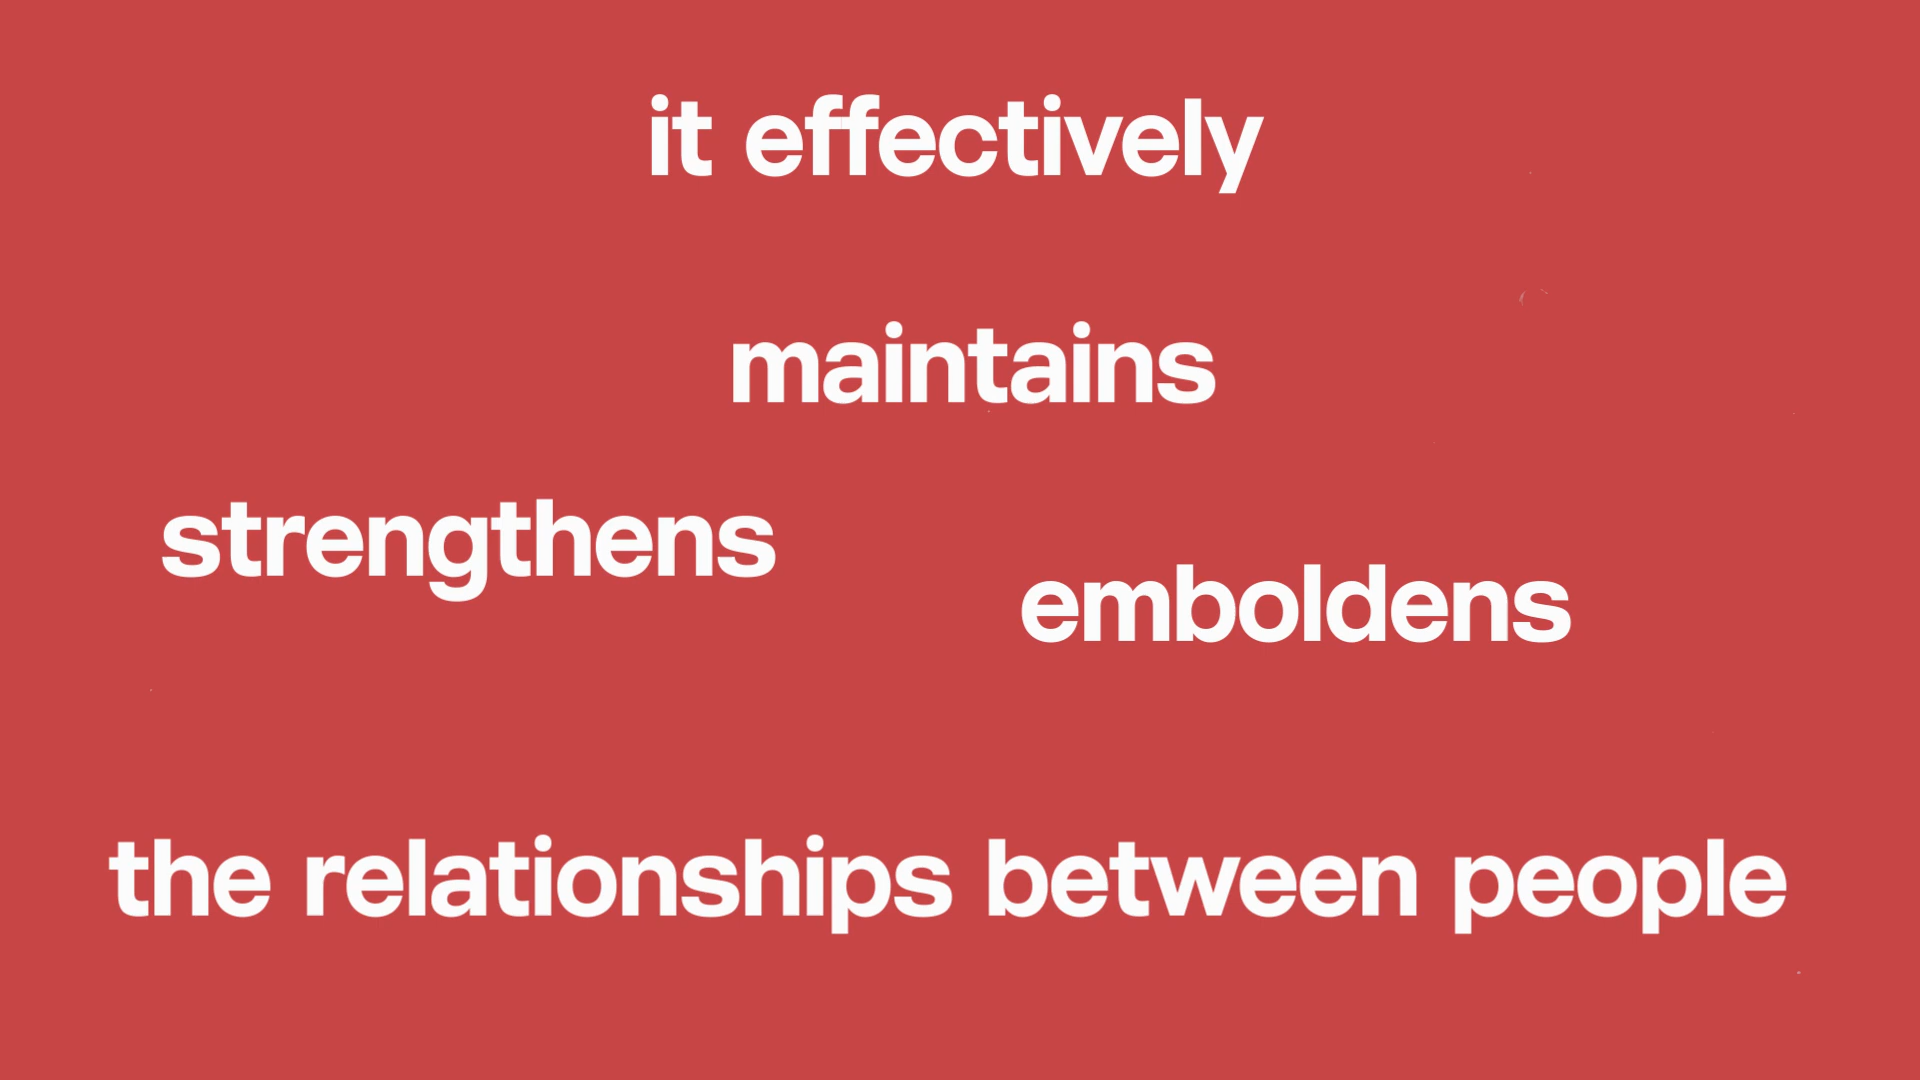 it effectively
maintains
strengthens
emboldens
the relationships between people